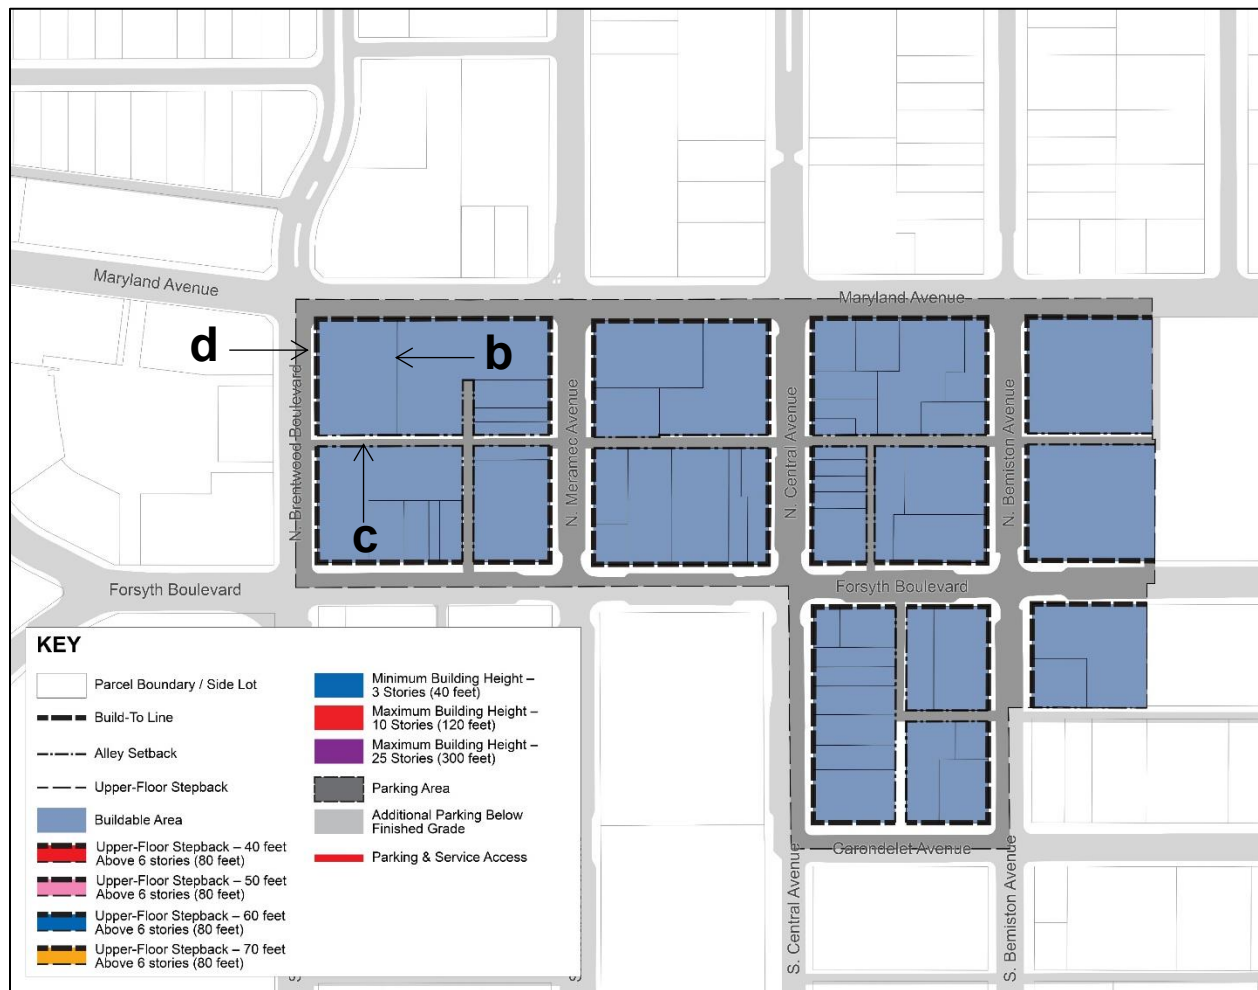 Maryland Avenue
Maryland Avenue
d
b
N. Brentwood Boulevard
N. Meramec Avenue
N. Central Avenue
N. Bemiston Avenue
c
Forsyth Boulevard
Forsyth Boulevard
KEY
Parcel Boundary / Side Lot
Build-To Line
Alley Setback
Upper-Floor Stepback
Buildable Area
Upper-Floor Stepback – 40 feet
Above 6 stories (80 feet)
Upper-Floor Stepback – 50 feet
Above 6 stories (80 feet)
Upper-Floor Stepback – 60 feet
Above 6 stories (80 feet)
Upper-Floor Stepback – 70 feet
Above 6 stories (80 feet)
Minimum Building Height –
3 Stories (40 feet)
Maximum Building Height –
10 Stories (120 feet)
Maximum Building Height –
25 Stories (300 feet)
Parking Area
Additional Parking Below
Finished Grade
Parking & Service Access
Carondelet Avenue
S. Central Avenue
S. Bemiston Avenue